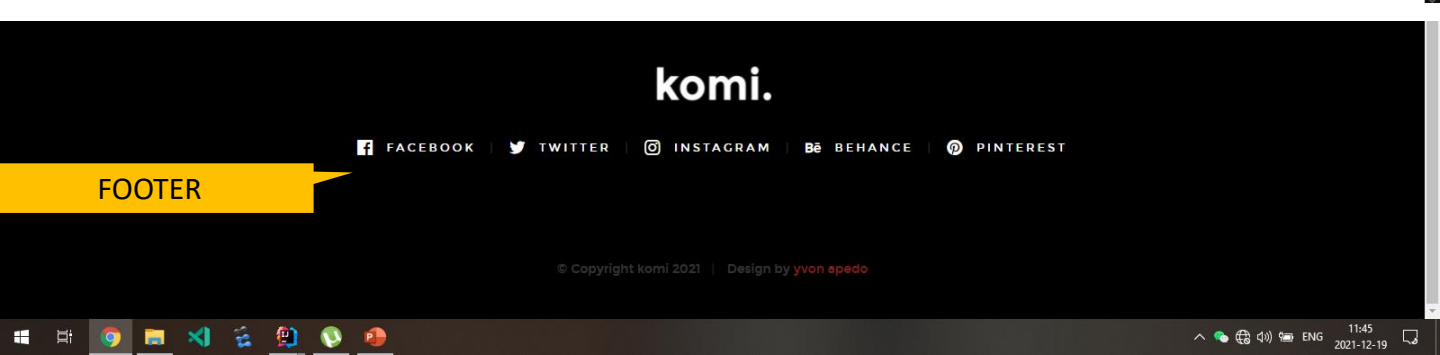 komi.
FACEBOOK | TWITTER | INSTAGRAM | Bē BEHANCE | PINTEREST
FOOTER
© Copyright komi 2021 | Design by yvon apedo
ENG
11:45
2021-12-19